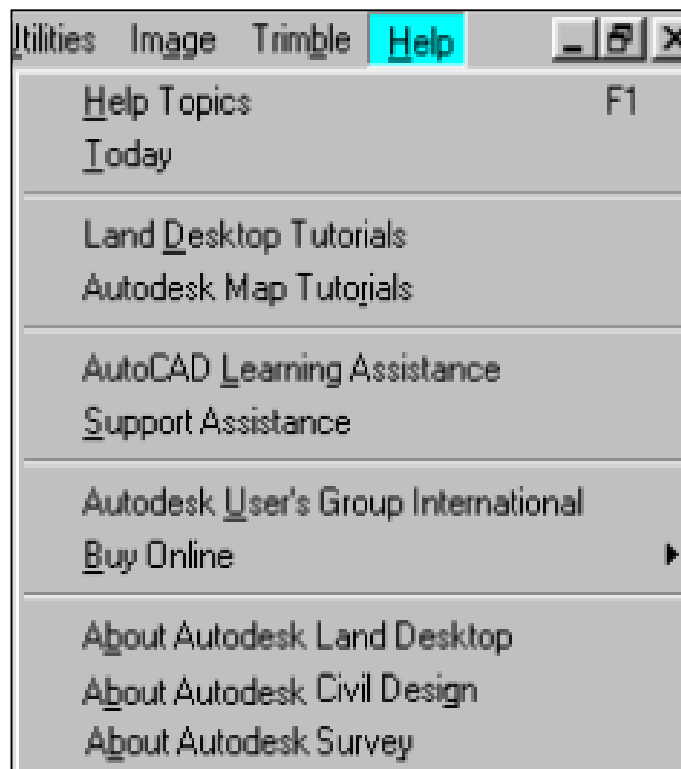 Utilities Image Trimble Help
Help Topics F1
Today
Land Desktop Tutorials
Autodesk Map Tutorials
AutoCAD Learning Assistance
Support Assistance
Autodesk User's Group International
Buy Online
About Autodesk Land Desktop
About Autodesk Civil Design
About Autodesk Survey